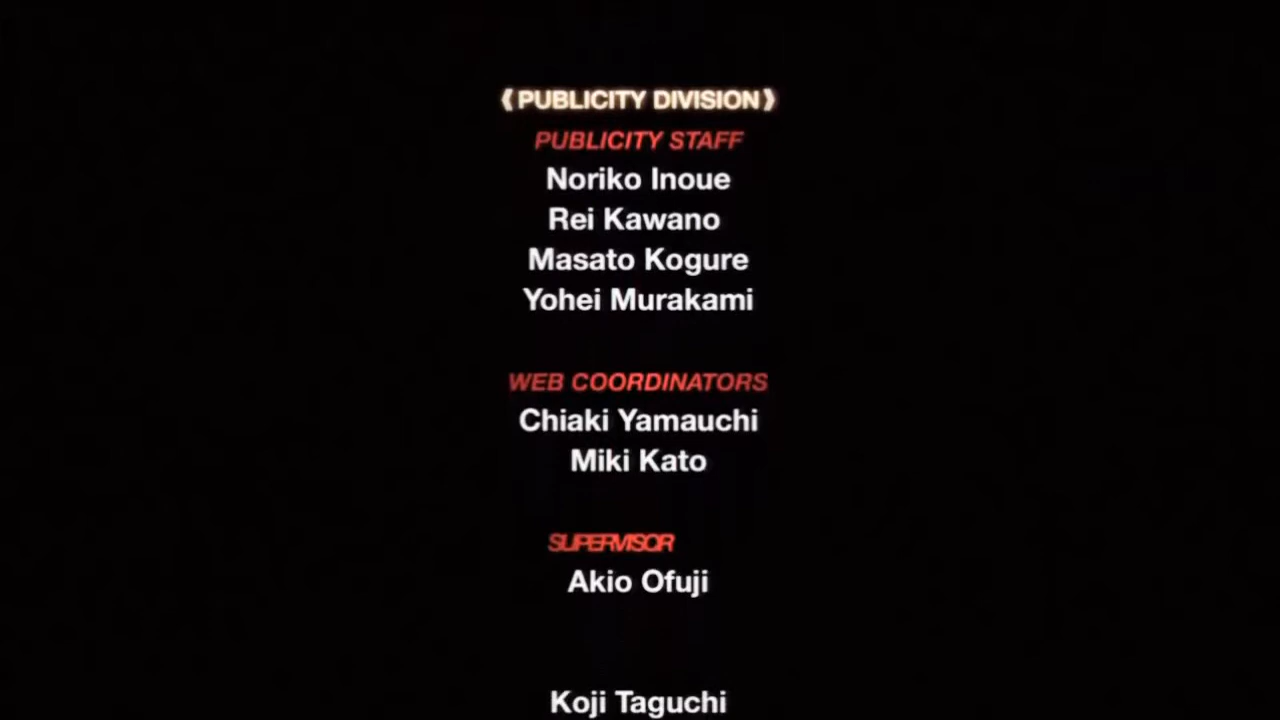 《PUBLICITY DIVISION》
PUBLICITY STAFF
Noriko Inoue
Rei Kawano
Masato Kogure
Yohei Murakami
WEB COORDINATORS
Chiaki Yamauchi
Miki Kato
SUPERVISOR
Akio Ofuji
Koji Taguchi